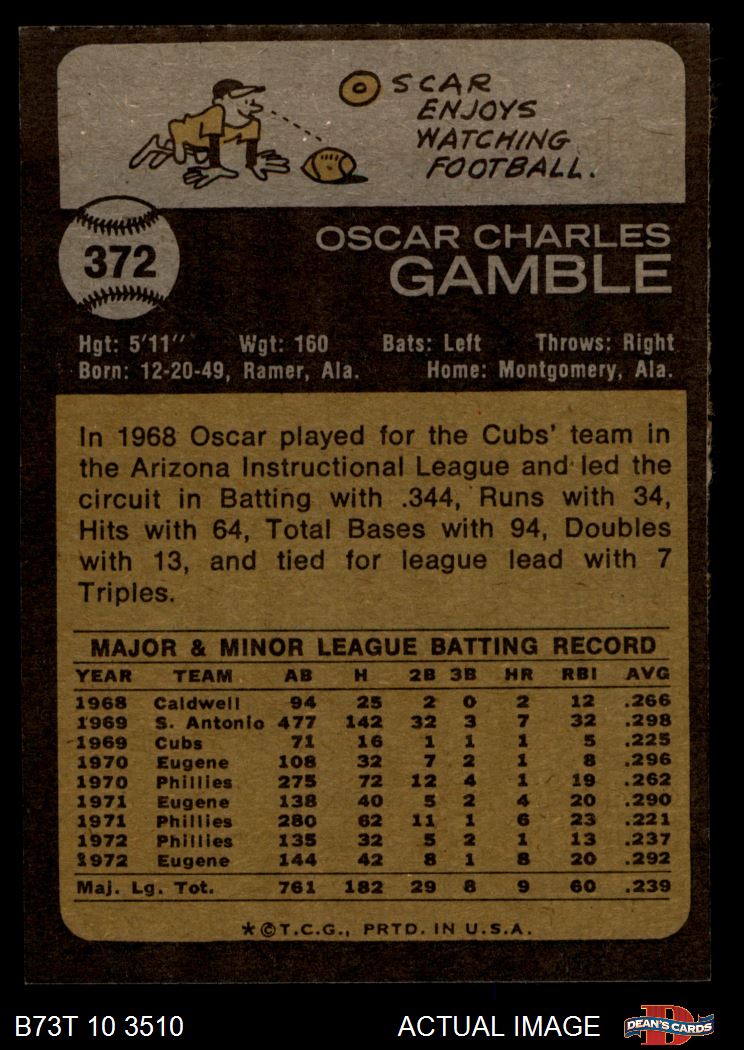 OSCAR
ENJOYS
WATCHING
FOOTBALL.
372
OSCAR CHARLES
GAMBLE
Hgt: 5'11" Wgt: 160 Bats: Left Throws: Right
Born: 12-20-49, Ramer, Ala. Home: Montgomery, Ala.
In 1968 Oscar played for the Cubs' team in
the Arizona Instructional League and led the
circuit in Batting with .344, Runs with 34,
Hits with 64, Total Bases with 94, Doubles
with 13, and tied for league lead with 7
Triples.
MAJOR & MINOR LEAGUE BATTING RECORD
YEAR TEAM AB H 2B 3B HR RBI AVG
1968 Caldwell 94 25 2 0 2 12 .266
1969 S. Antonio 477 142 32 3 7 32 .298
1969 Cubs 71 16 1 1 1 5 .225
1970 Eugene 108 32 7 2 1 8 .296
1970 Phillies 275 72 12 4 1 19 .262
1971 Eugene 138 40 5 2 4 20 .290
1971 Phillies 280 62 11 1 6 23 .221
1972 Phillies 135 32 5 2 1 13 .237
1972 Eugene 144 42 8 1 8 20 .292
Maj. Lg. Tot. 761 182 29 8 9 60 .239
*©T.C.G., PRTD. IN U.S.A.
B73T 10 3510 ACTUAL IMAGE D DEAN'S CARDS